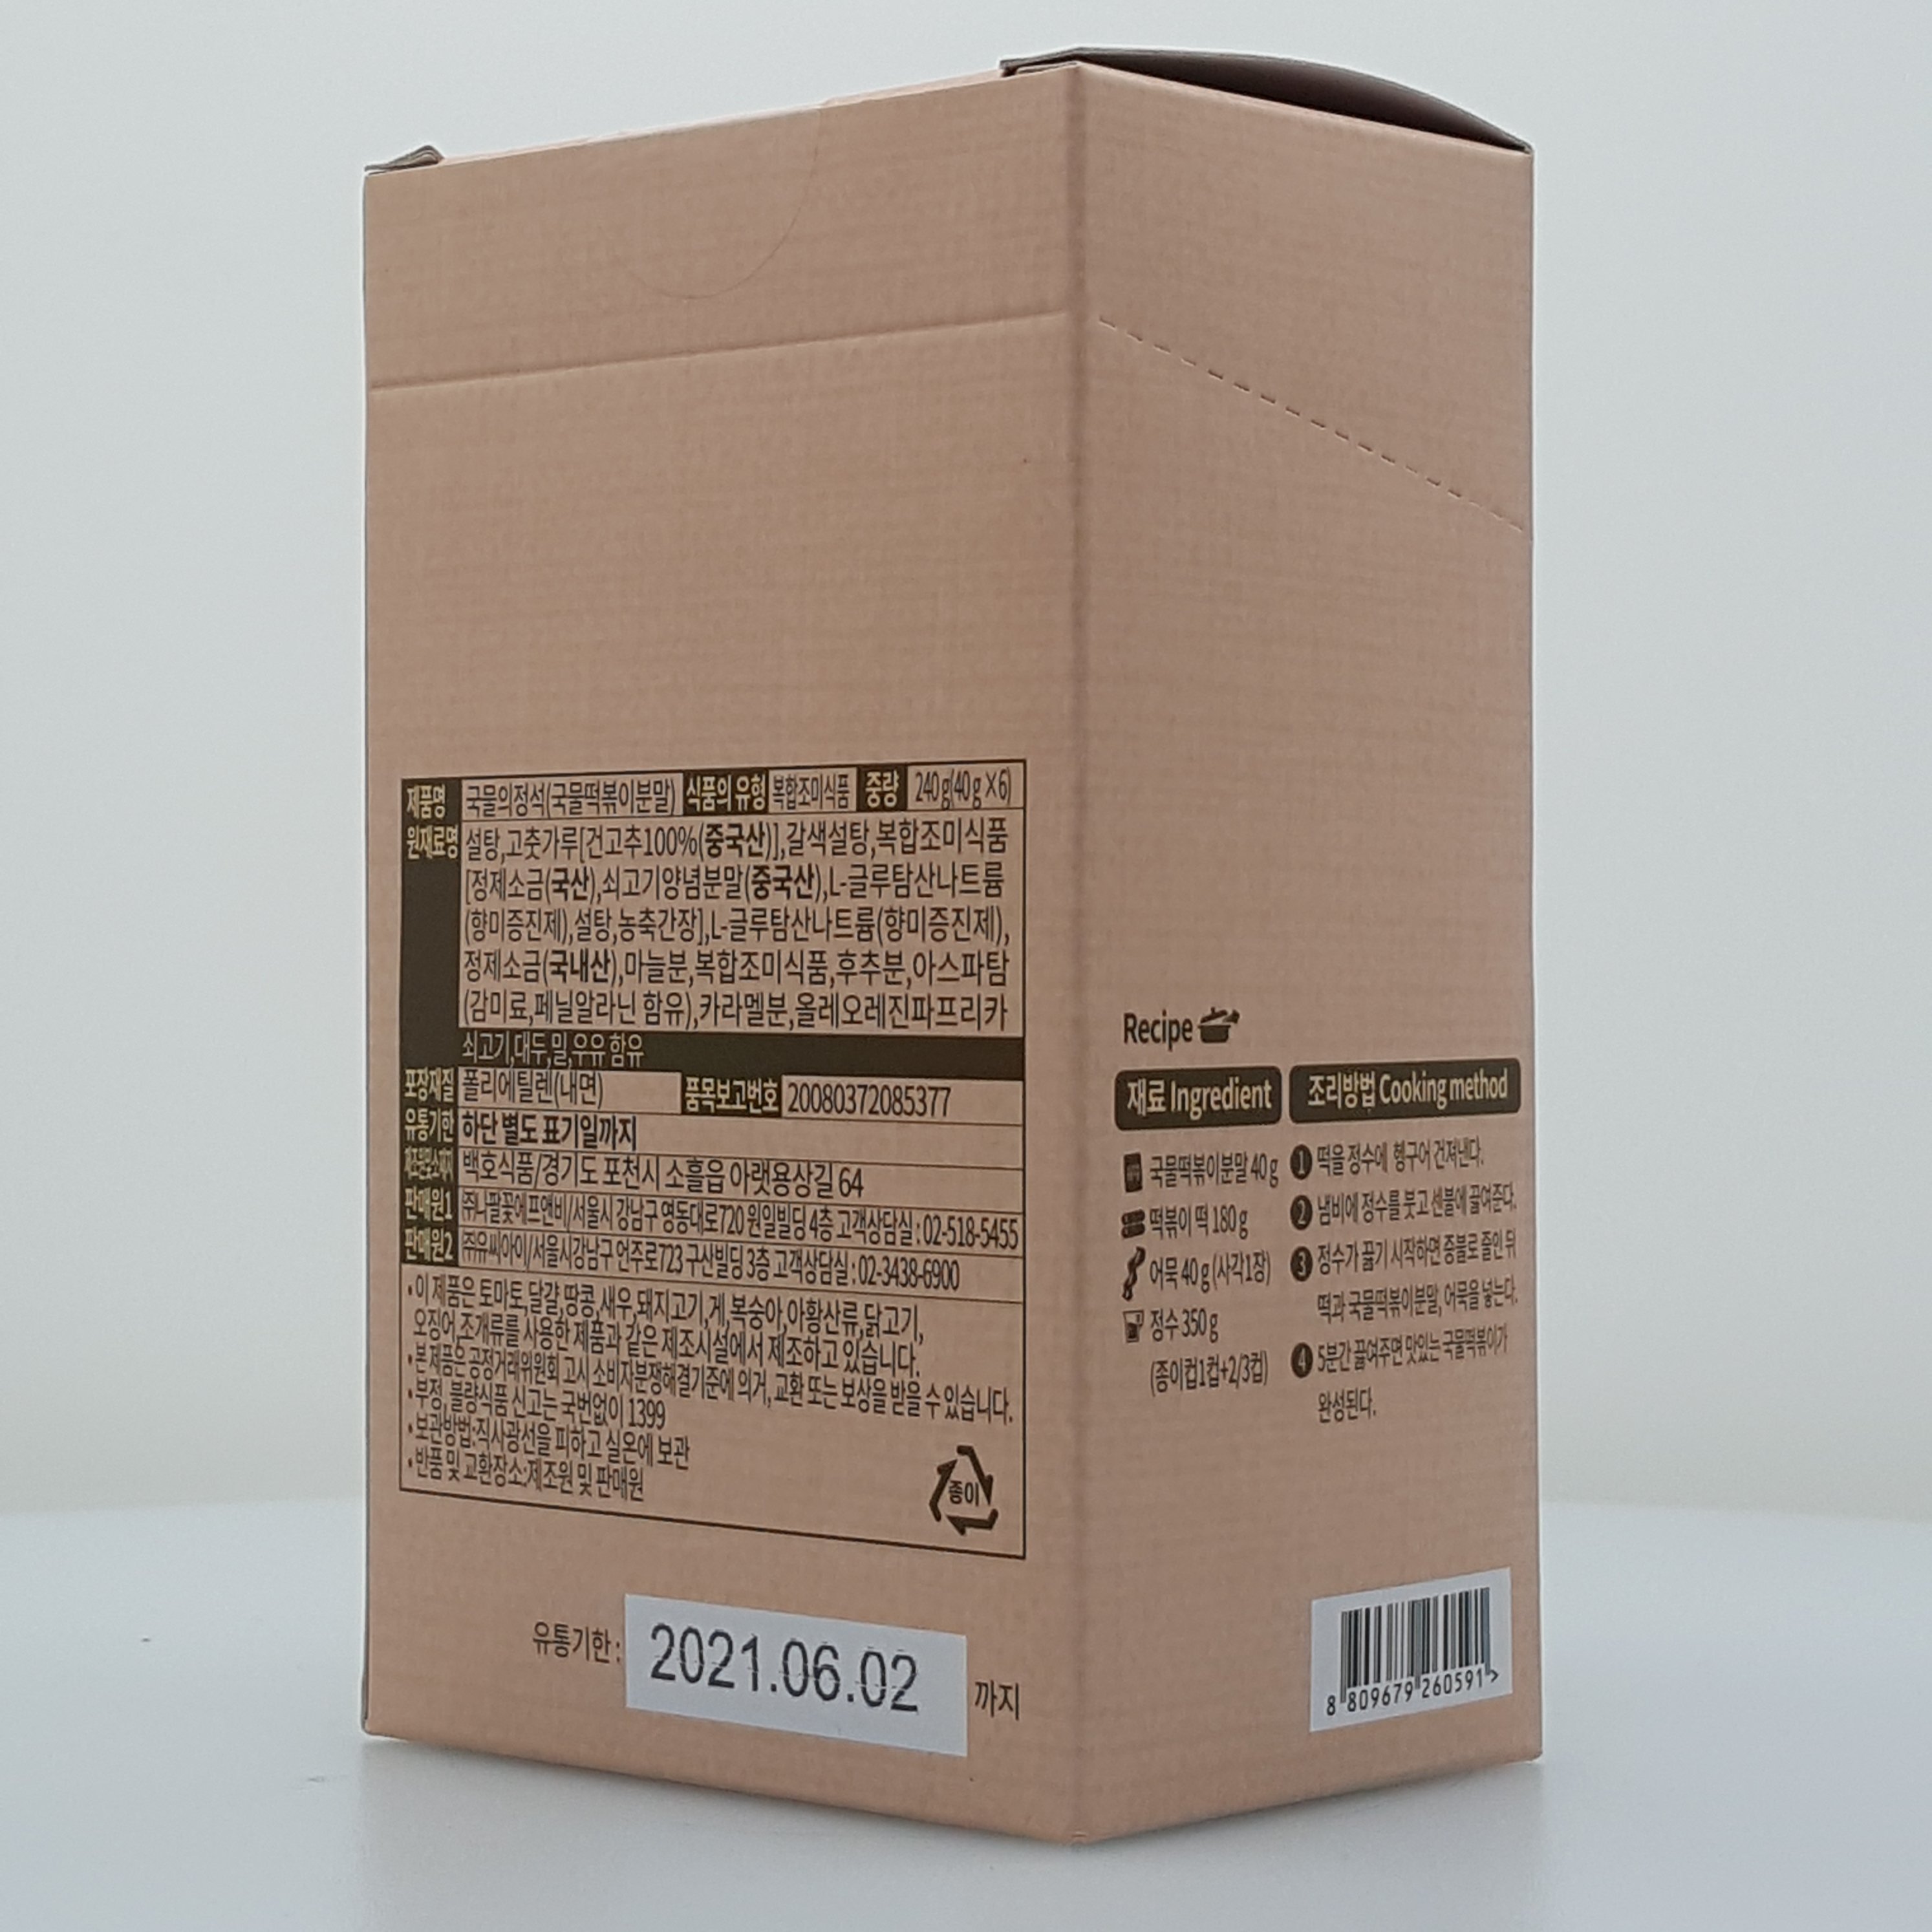 제품명 국물의정석(국물떡볶이분말) 식품의 유형 복합조미식품 중량 240g(40g×6)
원재료명 설탕,고춧가루[건고추100%(중국산)],갈색설탕,복합조미식품
[정제소금(국산),쇠고기양념분말(중국산),L-글루탐산나트륨
(향미증진제),설탕,농축간장],L-글루탐산나트륨(향미증진제),
정제소금(국내산),마늘분,복합조미식품,후추분,아스파탐
(감미료,페닐알라닌 함유),카라멜분,올레오레진파프리카
쇠고기,대두,밀,우유 함유
포장재질 폴리에틸렌(내면) 품목보고번호 20080372085377
유통기한 하단 별도 표기일까지
제조원및소재지 백호식품/경기도 포천시 소흘읍 아랫용상길 64
판매원1 ㈜나팔꽃에프앤비/서울시 강남구 영동대로720 원일빌딩 4층 고객상담실 : 02-518-5455
판매원2 ㈜유씨아이/서울시강남구 언주로723 구산빌딩 3층 고객상담실 : 02-3438-6900
• 이 제품은 토마토,달걀,땅콩,새우,돼지고기,게,복숭아,아황산류,닭고기,
오징어,조개류를 사용한 제품과 같은 제조시설에서 제조하고 있습니다.
• 본 제품은 공정거래위원회 고시 소비자분쟁해결기준에 의거, 교환 또는 보상을 받을 수 있습니다.
• 부정,불량식품 신고는 국번없이 1399
• 보관방법:직사광선을 피하고 실온에 보관
• 반품 및 교환장소:제조원 및 판매원
종이
유통기한 : 2021.06.02 까지
Recipe
재료 Ingredient
국물떡볶이분말 40g
떡볶이 떡 180g
어묵 40g (사각1장)
정수 350g
(종이컵1컵+2/3컵)
조리방법 Cooking method
1 떡을 정수에 헹구어 건져낸다.
2 냄비에 정수를 붓고 센불에 끓여준다.
3 정수가 끓기 시작하면 중불로 줄인 뒤
떡과 국물떡볶이분말, 어묵을 넣는다.
4 5분간 끓여주면 맛있는 국물떡볶이가
완성된다.
8 809679 260591 >